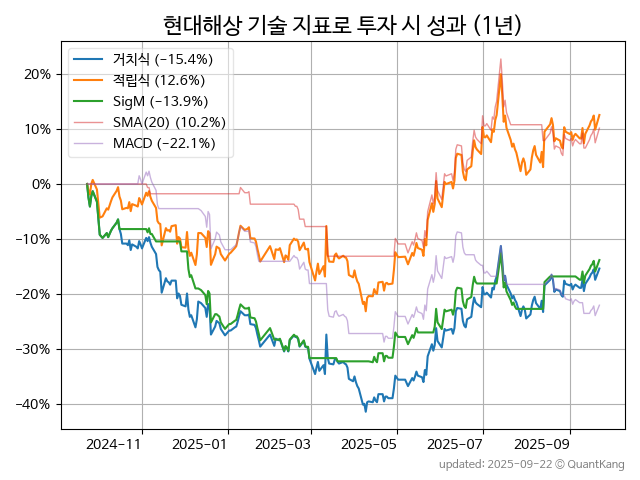 현대해상 기술 지표로 투자 시 성과 (1년)
거치식 (−15.4%)
적립식 (12.6%)
SigM (−13.9%)
SMA(20) (10.2%)
MACD (−22.1%)
20%
10%
0%
−10%
−20%
−30%
−40%
2024-11
2025-01
2025-03
2025-05
2025-07
2025-09
updated: 2025-09-22 © QuantKang